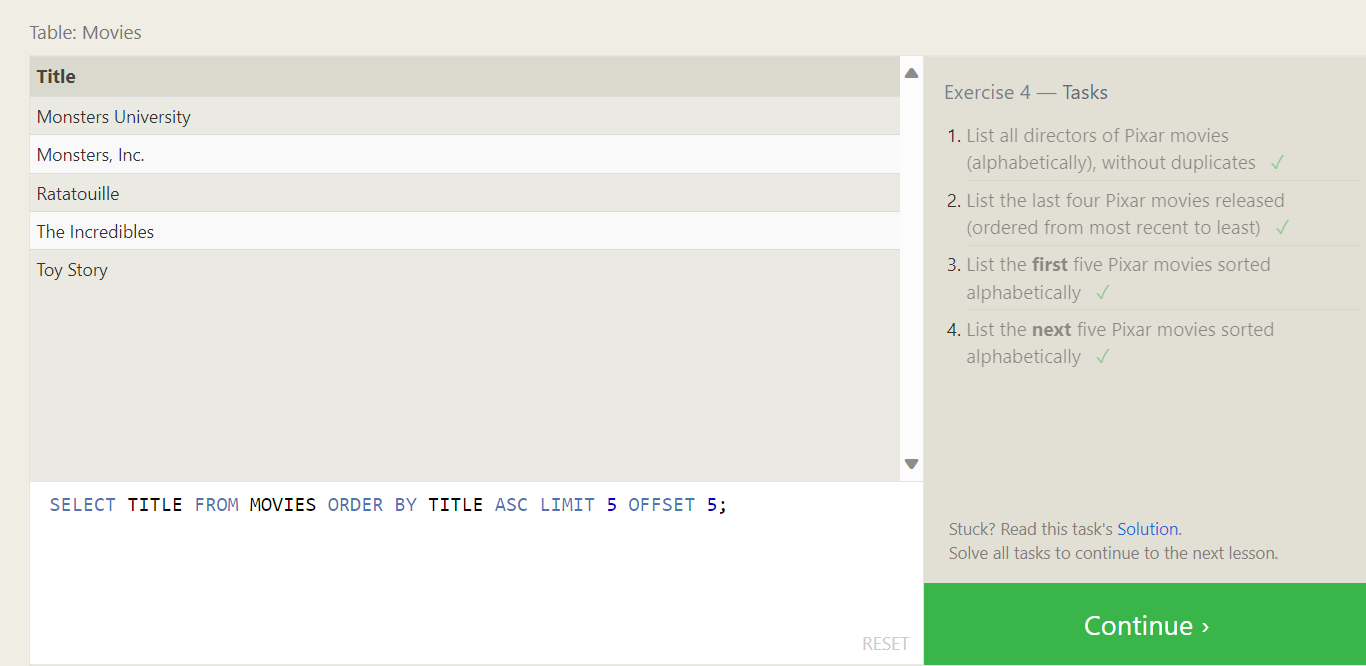 Table: Movies
Title
Monsters University
Monsters, Inc.
Ratatouille
The Incredibles
Toy Story
SELECT TITLE FROM MOVIES ORDER BY TITLE ASC LIMIT 5 OFFSET 5;
RESET
Exercise 4 — Tasks
1. List all directors of Pixar movies
(alphabetically), without duplicates ✓
2. List the last four Pixar movies released
(ordered from most recent to least) ✓
3. List the first five Pixar movies sorted
alphabetically ✓
4. List the next five Pixar movies sorted
alphabetically ✓
Stuck? Read this task's Solution.
Solve all tasks to continue to the next lesson.
Continue ›